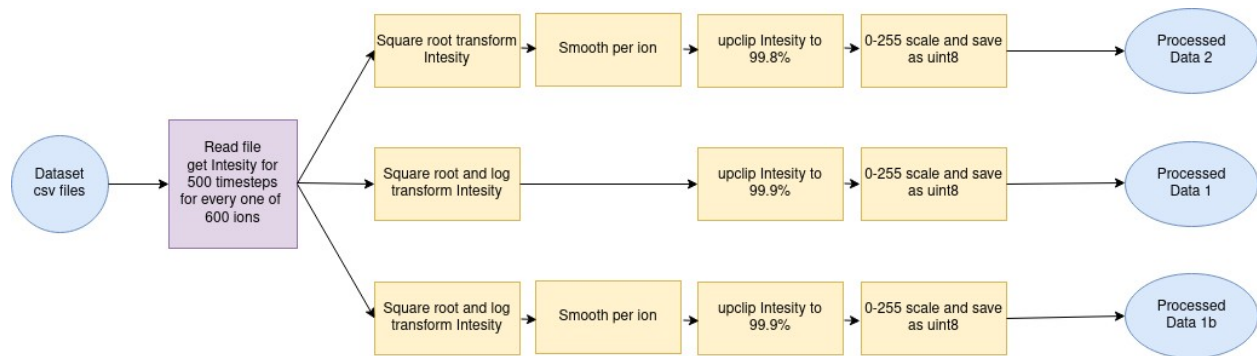 Dataset
csv files
Read file
get Intesity for
500 timesteps
for every one of
600 ions
Square root transform
Intesity
Smooth per ion
upclip Intesity to
99.8%
0-255 scale and save
as uint8
Processed
Data 2
Square root and log
transform Intesity
upclip Intesity to
99.9%
0-255 scale and save
as uint8
Processed
Data 1
Square root and log
transform Intesity
Smooth per ion
upclip Intesity to
99.9%
0-255 scale and save
as uint8
Processed
Data 1b